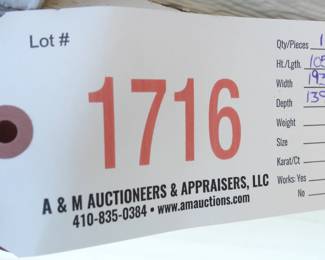 Lot #
1716
A & M AUCTIONEERS & APPRAISERS, LLC
410-835-0384 • www.amauctions.com
Qty/Pieces 1
Ht./Lgth.
Width
Depth
Weight
Size
Karat/Ct
Works: Yes
No